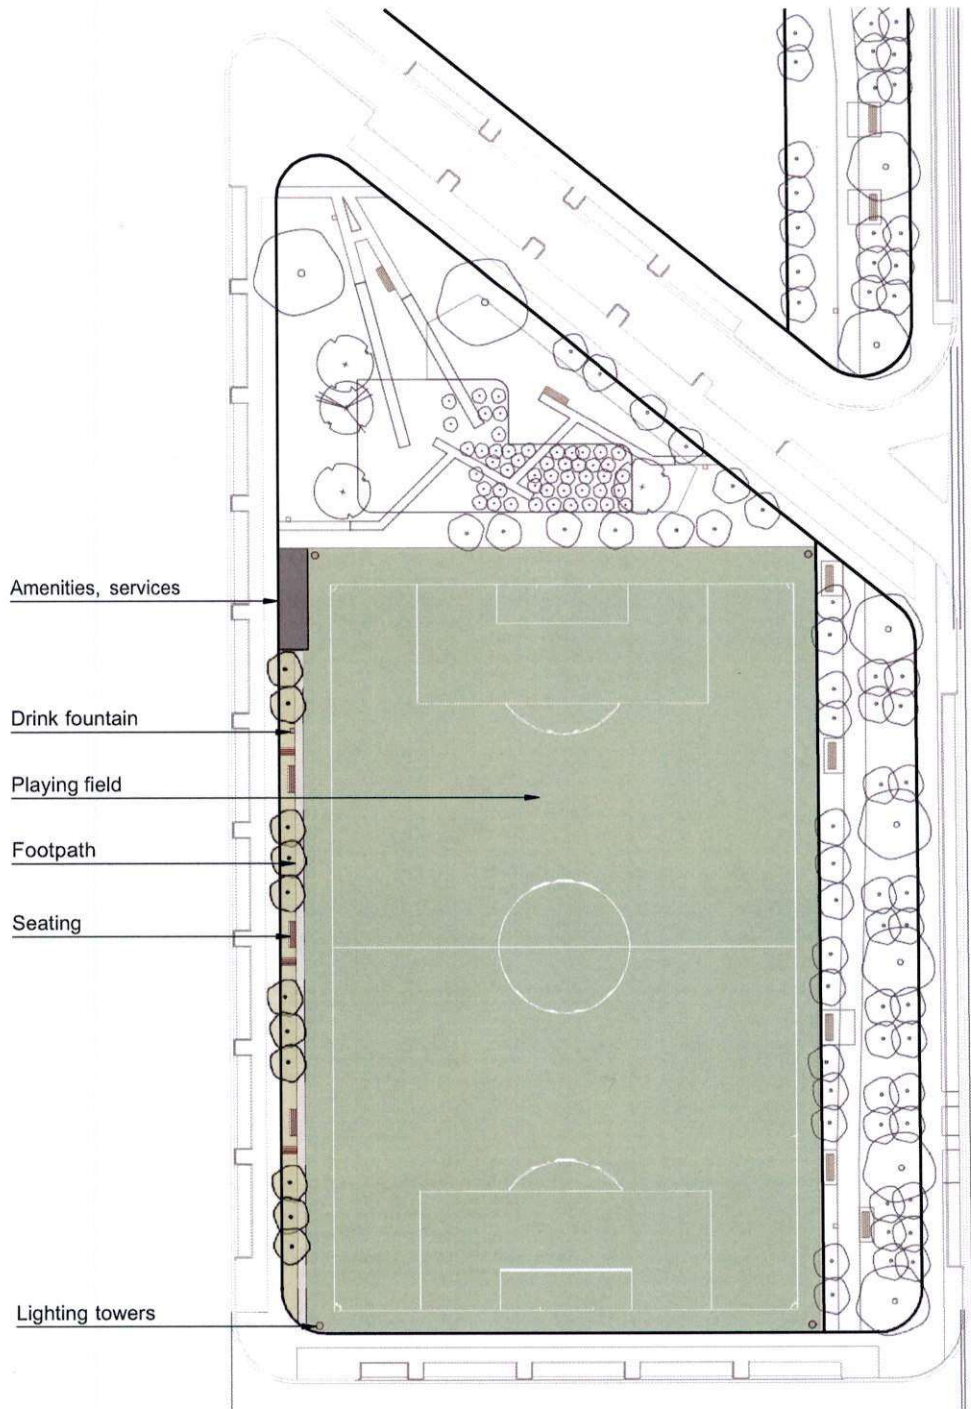 Amenities, services
Drink fountain
Playing field
Footpath
Seating
Lighting towers